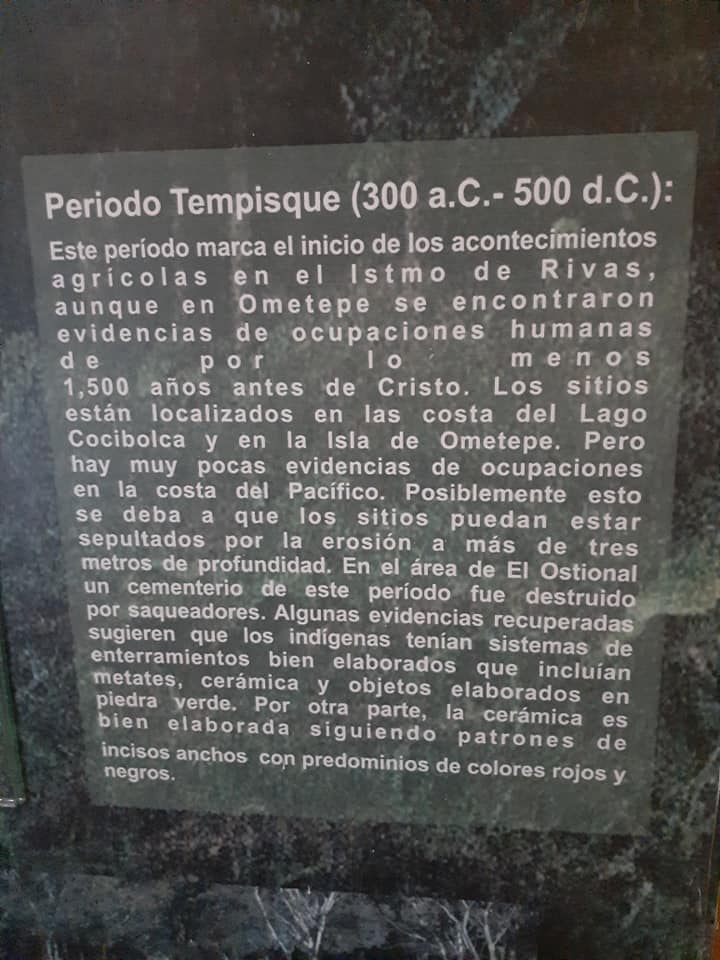 Periodo Tempisque (300 a.C.- 500 d.C.):
Este período marca el inicio de los acontecimientos
agrícolas en el Istmo de Rivas,
aunque en Ometepe se encontraron
evidencias de ocupaciones humanas
de por lo menos
1,500 años antes de Cristo. Los sitios
están localizados en las costa del Lago
Cocibolca y en la Isla de Ometepe. Pero
hay muy pocas evidencias de ocupaciones
en la costa del Pacífico. Posiblemente esto
se deba a que los sitios puedan estar
sepultados por la erosión a más de tres
metros de profundidad. En el área de El Ostional
un cementerio de este período fue destruido
por saqueadores. Algunas evidencias recuperadas
sugieren que los indígenas tenían sistemas de
enterramientos bien elaborados que incluían
metates, cerámica y objetos elaborados en
piedra verde. Por otra parte, la cerámica es
bien elaborada siguiendo patrones de
incisos anchos con predominios de colores rojos y
negros.